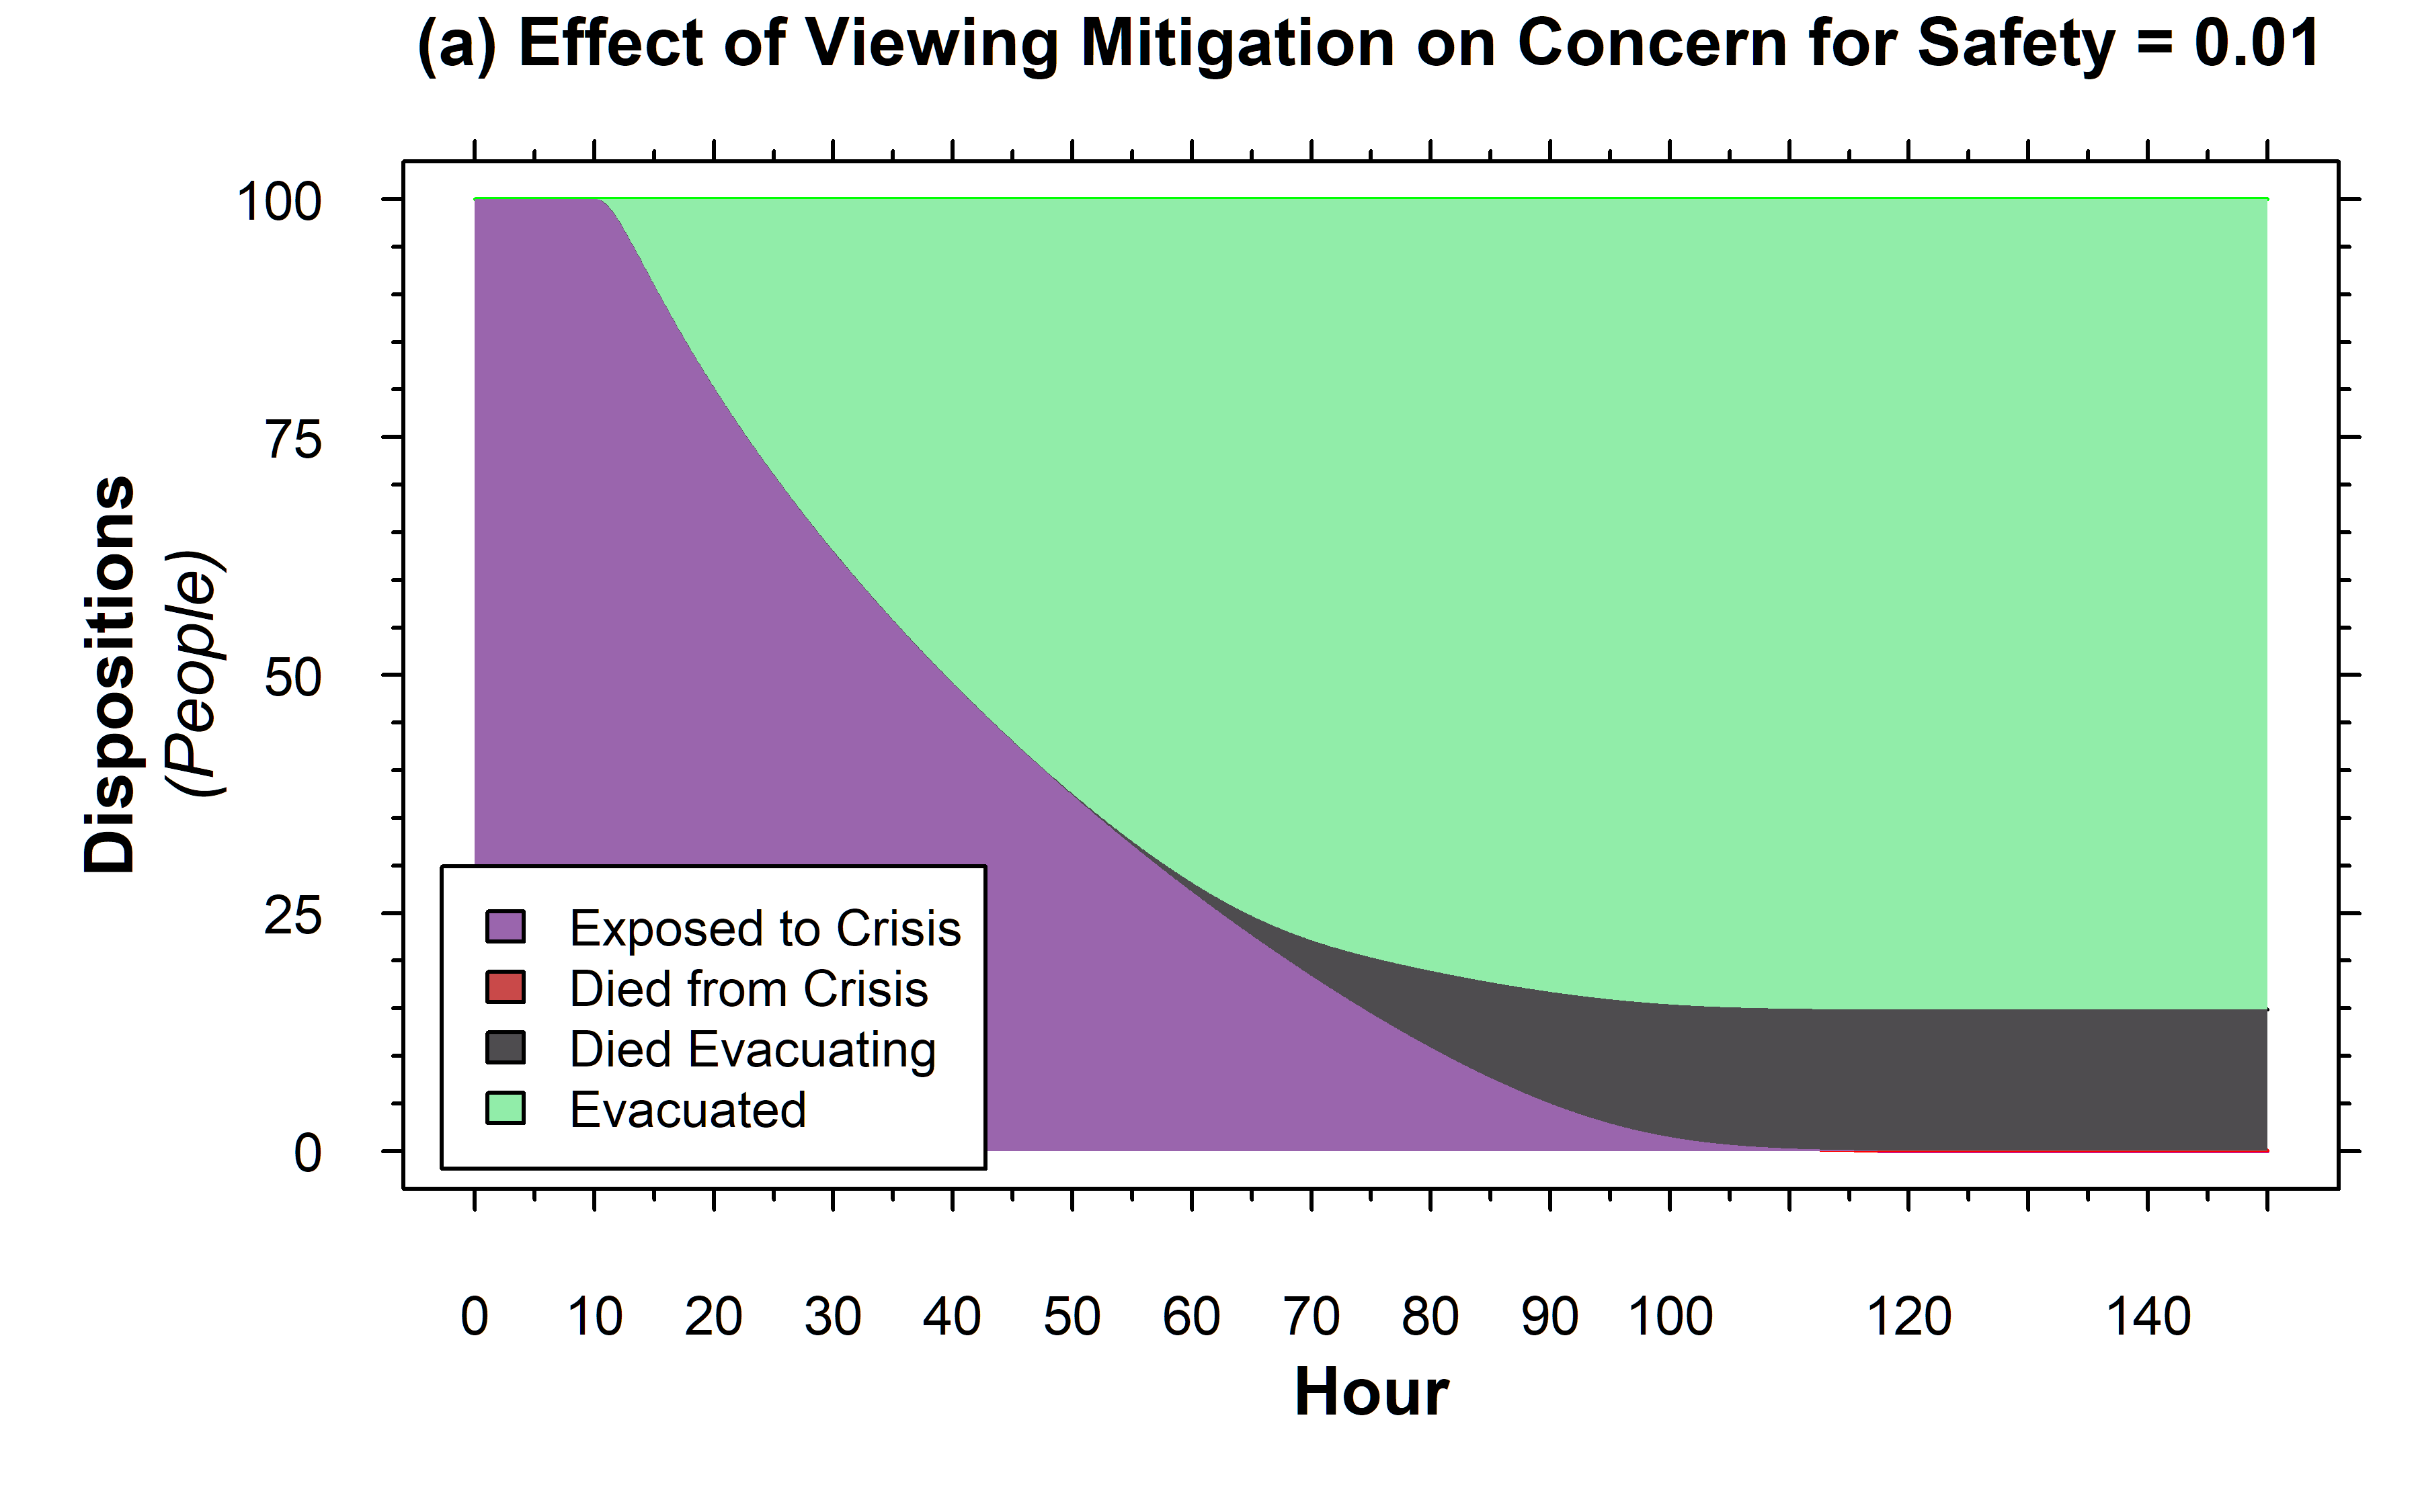 (a) Effect of Viewing Mitigation on Concern for Safety = 0.01
100
75
50
25
0
Dispositions
(People)
Exposed to Crisis
Died from Crisis
Died Evacuating
Evacuated
0 10 20 30 40 50 60 70 80 90 100 120 140
Hour